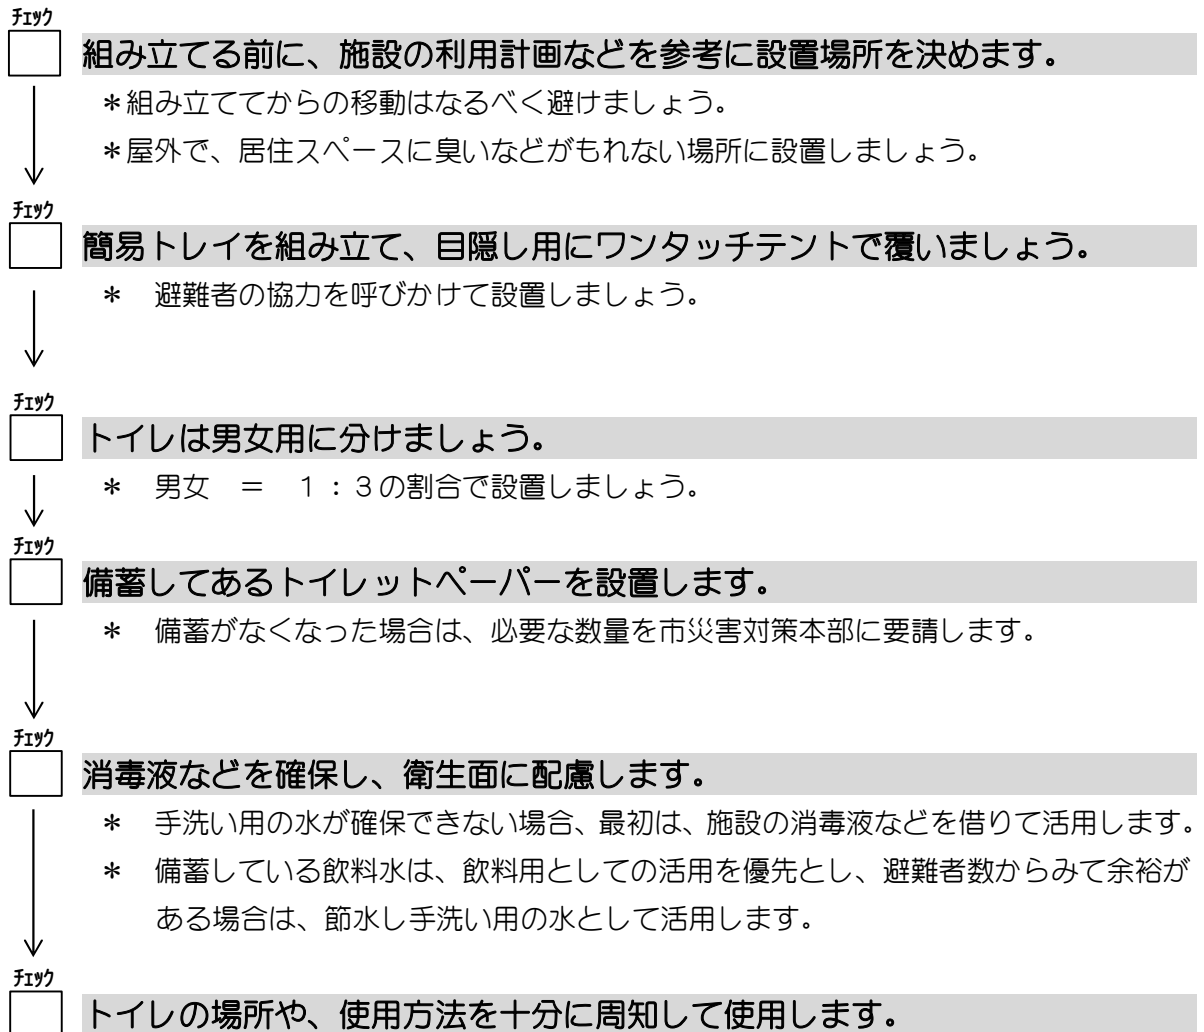 チェック
組み立てる前に、施設の利用計画などを参考に設置場所を決めます。
＊組み立ててからの移動はなるべく避けましょう。
＊屋外で、居住スペースに臭いなどがもれない場所に設置しましょう。
チェック
簡易トレイを組み立て、目隠し用にワンタッチテントで覆いましょう。
＊　避難者の協力を呼びかけて設置しましょう。
チェック
トイレは男女用に分けましょう。
＊　男女　＝　１：３の割合で設置しましょう。
チェック
備蓄してあるトイレットペーパーを設置します。
＊　備蓄がなくなった場合は、必要な数量を市災害対策本部に要請します。
チェック
消毒液などを確保し、衛生面に配慮します。
＊　手洗い用の水が確保できない場合、最初は、施設の消毒液などを借りて活用します。
＊　備蓄している飲料水は、飲料用としての活用を優先とし、避難者数からみて余裕が
ある場合は、節水し手洗い用の水として活用します。
チェック
トイレの場所や、使用方法を十分に周知して使用します。